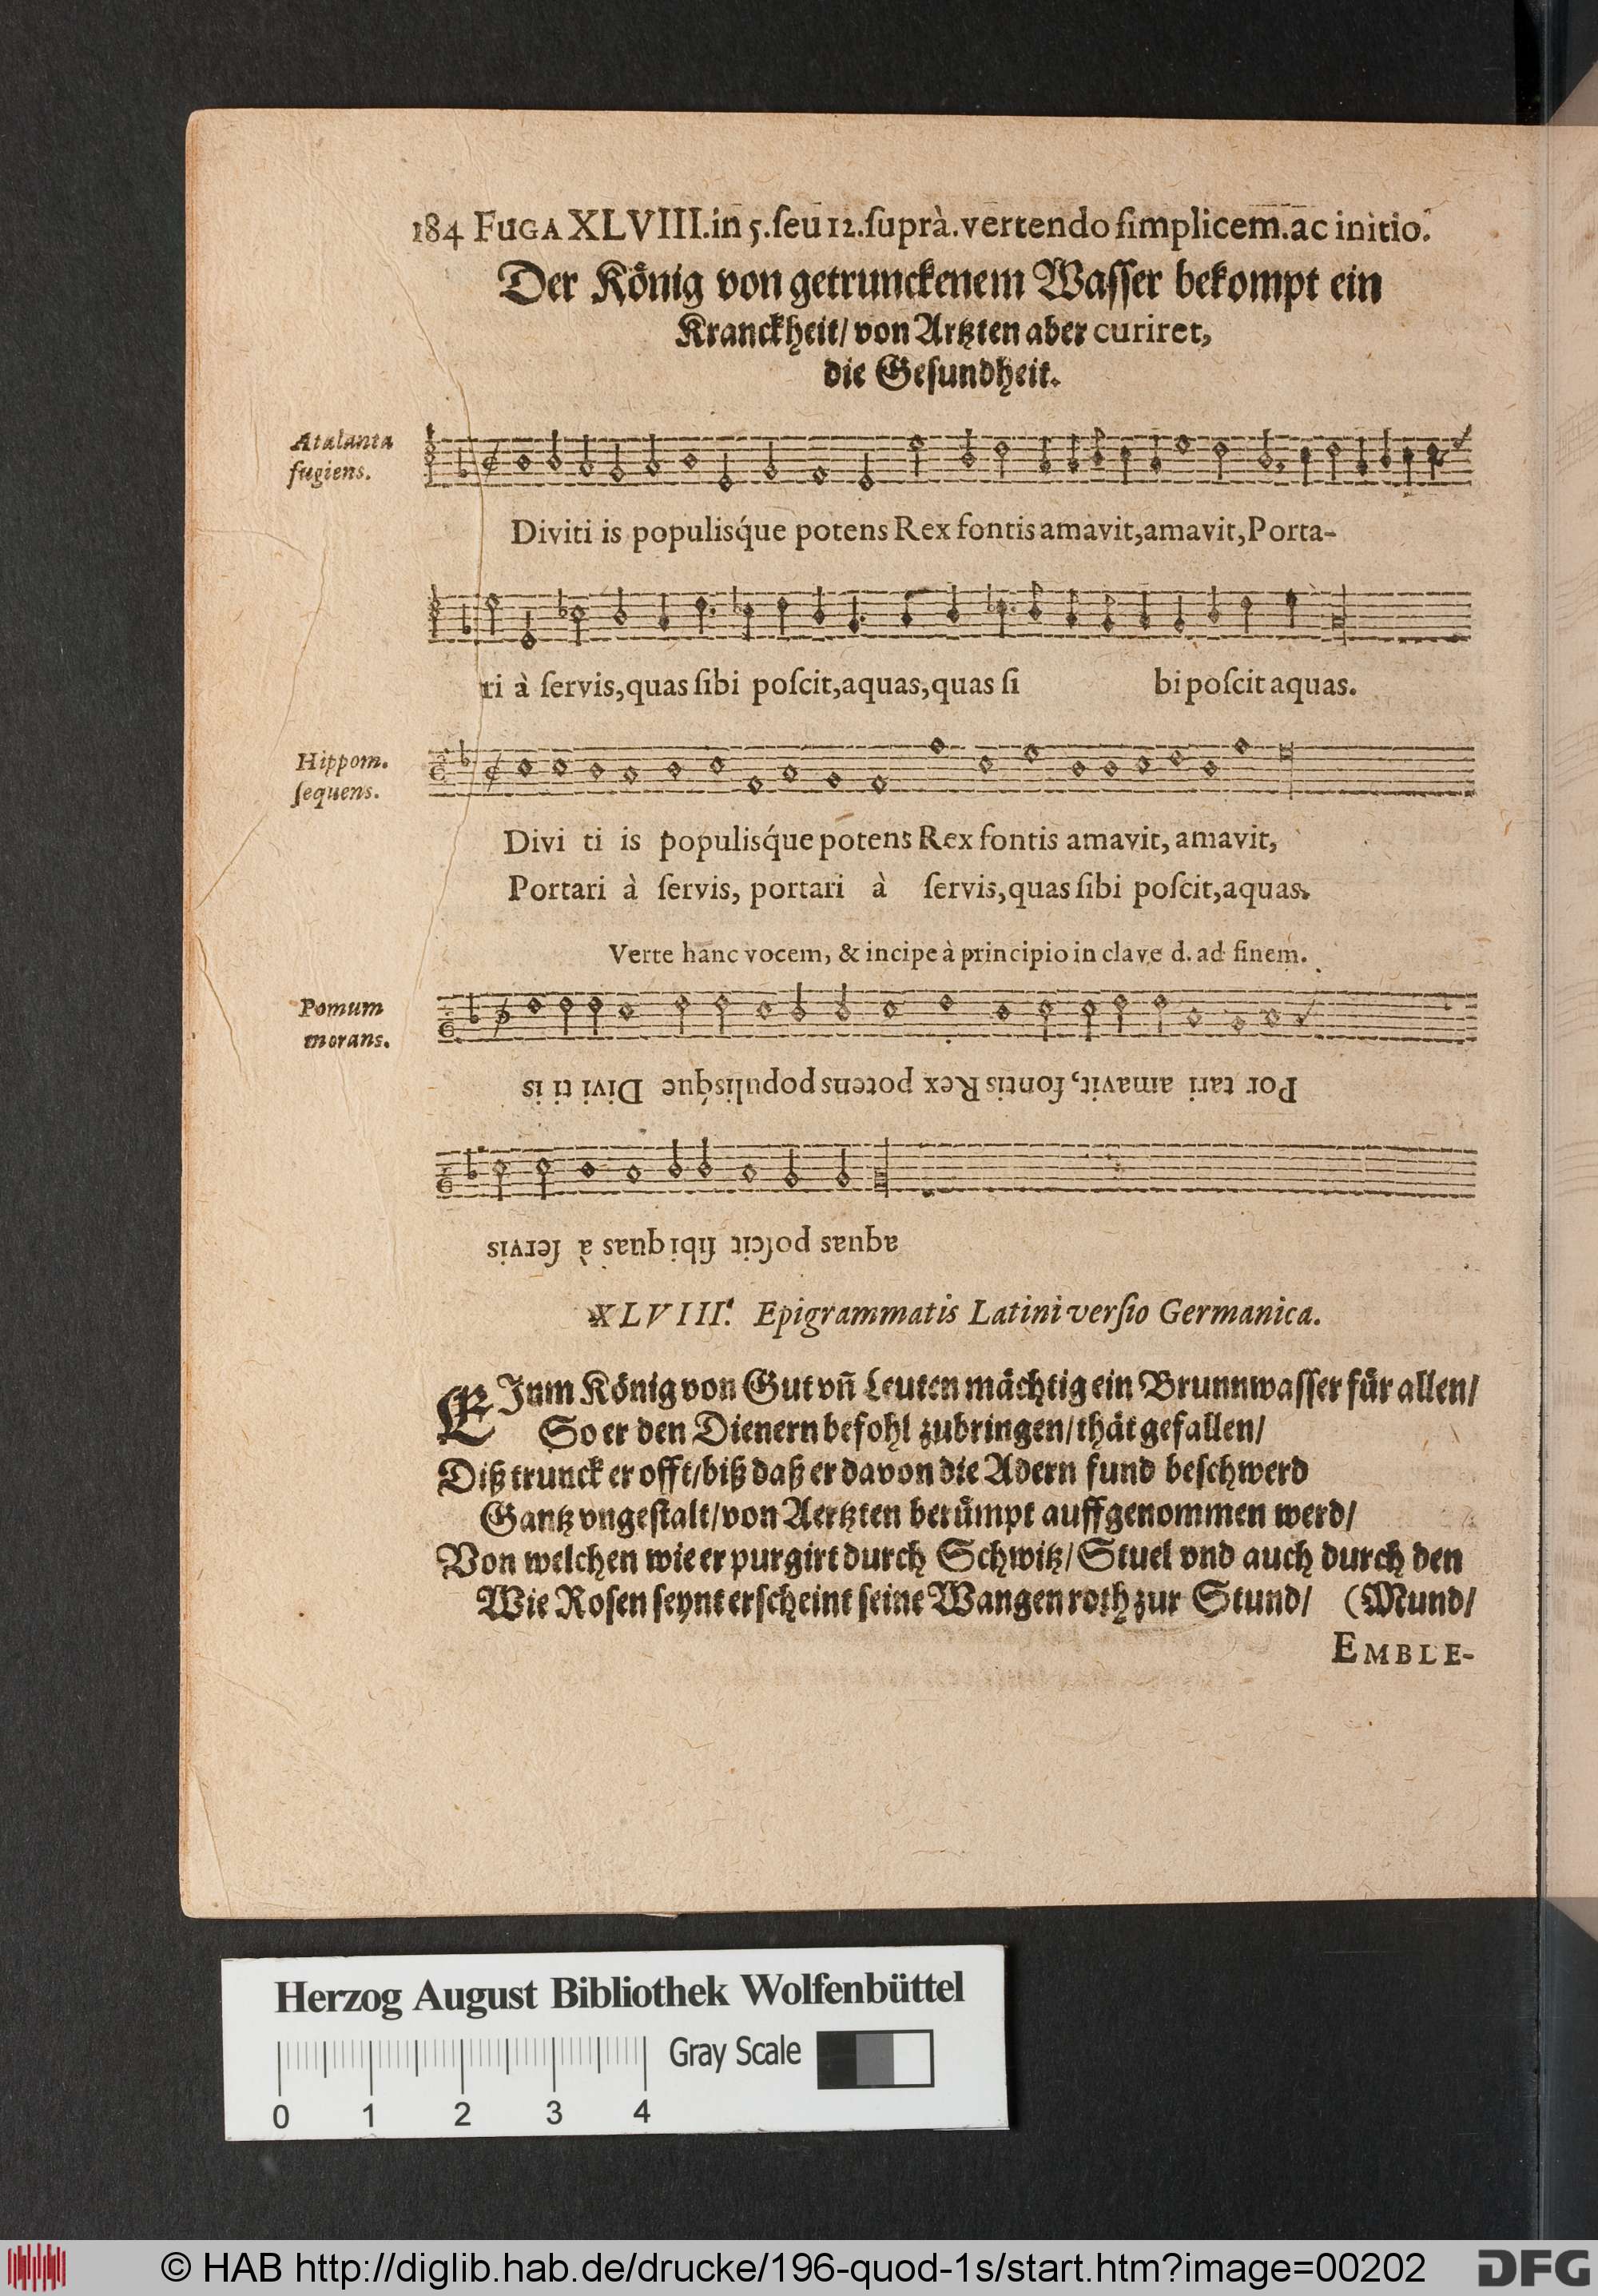 184 FUGA XLVIII. in 5. ſeu 12. ſuprà. vertendo ſimplicem. ac initio.
Der König von getrunckenem Waſſer bekompt ein
Kranckheit / von Artzten aber curiret,
die Geſundheit.
Atalanta
fugiens.
Diviti is populisq́ue potens Rex fontis amavit, amavit, Porta-
ri à ſervis, quas ſibi poſcit, aquas, quas ſi bi poſcit aquas.
Hippom.
ſequens.
Divi ti is populisq́ue potens Rex fontis amavit, amavit,
Portari à ſervis, portari à ſervis, quas ſibi poſcit, aquas.
Verte hanc vocem, & incipe à principio in clave d. ad finem.
Pomum
morans.
Por tari amavit, fontis Rex potens populisq́ue Divi ti is
aquas poſcit ſibi quas à ſervis
XLVIII. Epigrammatis Latini verſio Germanica.
EInm König von Gut vñ Leuten mächtig ein Brunnwaſſer für allen /
So er den Dienern befohl zubringen / thät gefallen /
Diß trunck er offt / biß daß er davon die Adern fund beſchwerd
Gantz vngeſtalt / von Aertzten berümpt auffgenommen werd /
Von welchen wie er purgirt durch Schwitz / Stuel vnd auch durch den
Wie Roſen ſeynt erſcheint ſeine Wangen roth zur Stund / (Mund /
EMBLE-
Herzog August Bibliothek Wolfenbüttel
Gray Scale
0 1 2 3 4
© HAB http://diglib.hab.de/drucke/196-quod-1s/start.htm?image=00202
DFG